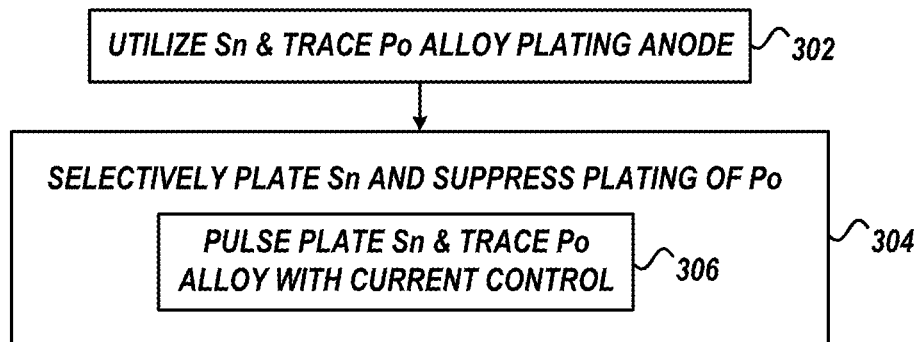 UTILIZE Sn & TRACE Po ALLOY PLATING ANODE
302
SELECTIVELY PLATE Sn AND SUPPRESS PLATING OF Po
304
PULSE PLATE Sn & TRACE Po
ALLOY WITH CURRENT CONTROL
306